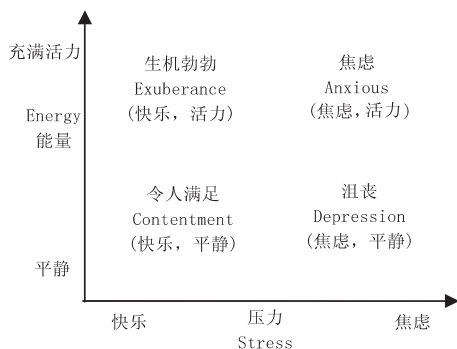 充满活力
生机勃勃
Exuberance
(快乐，活力)
焦虑
Anxious
(焦虑,活力)
Energy
能量
令人满足
Contentment
(快乐，平静)
沮丧
Depression
(焦虑，平静)
平静
快乐
压力
Stress
焦虑